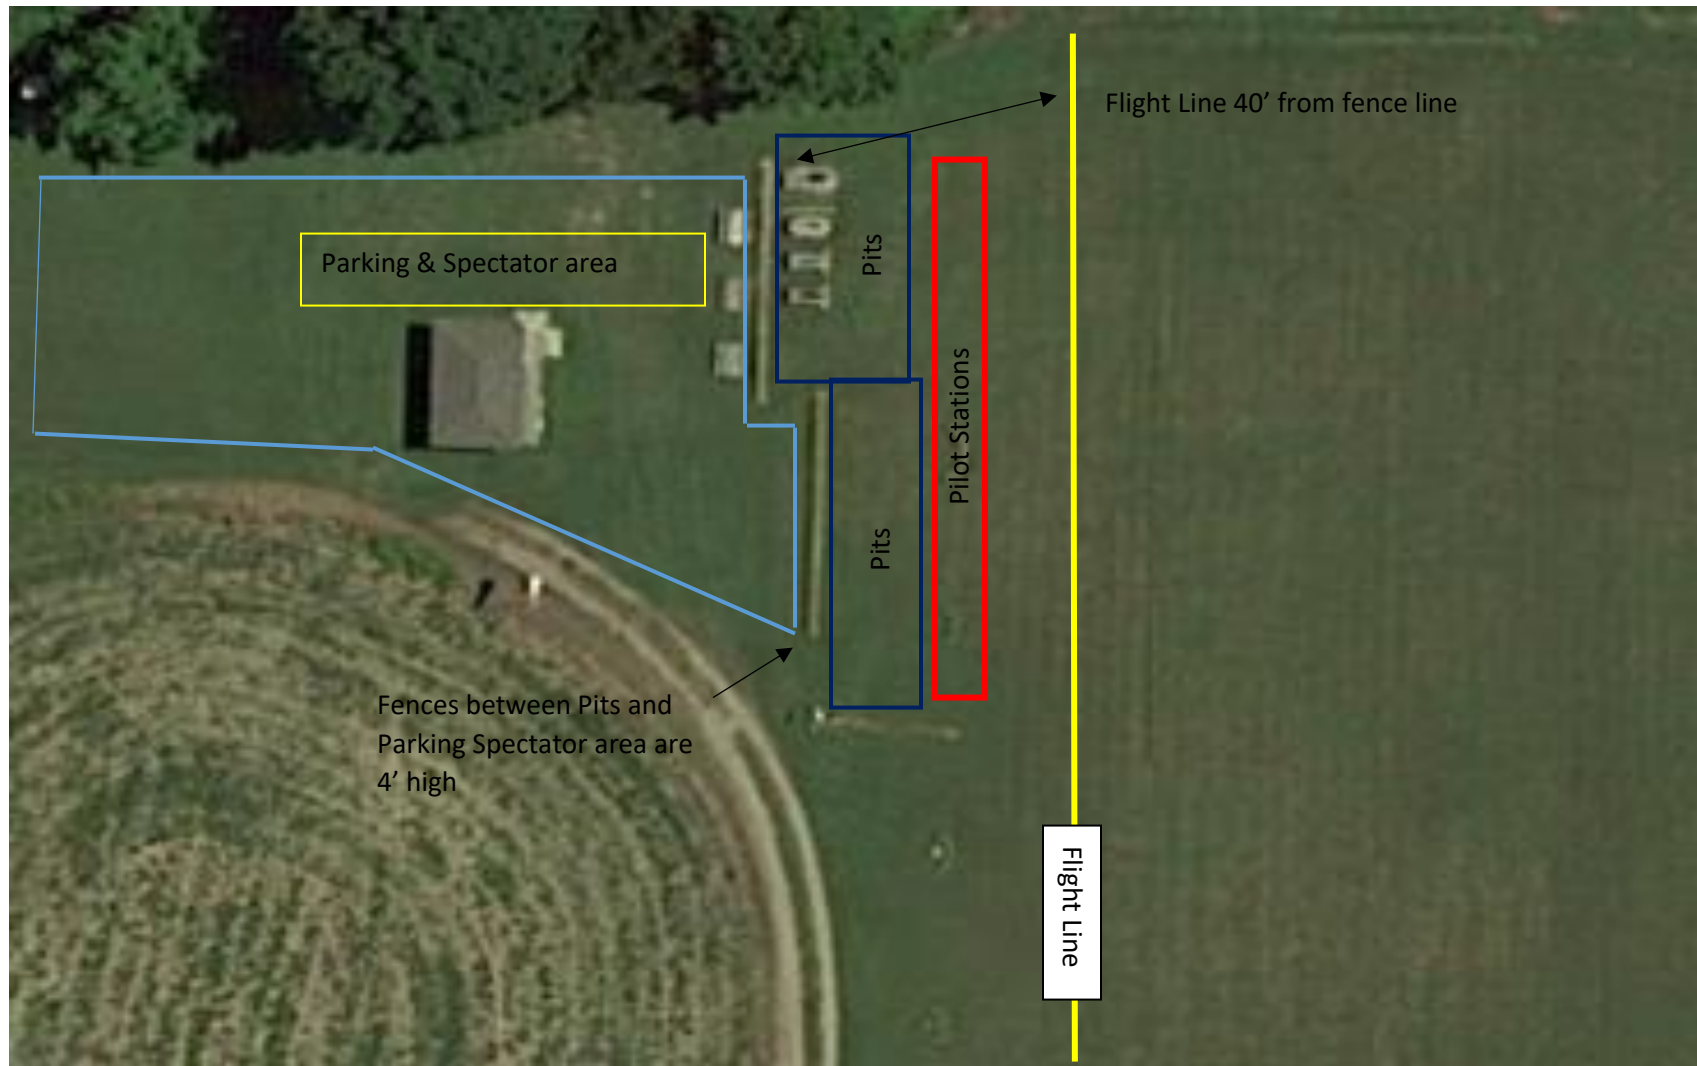 Flight Line 40’ from fence line
Parking & Spectator area
Pits
Pilot Stations
Pits
Fences between Pits and
Parking Spectator area are
4’ high
Flight Line